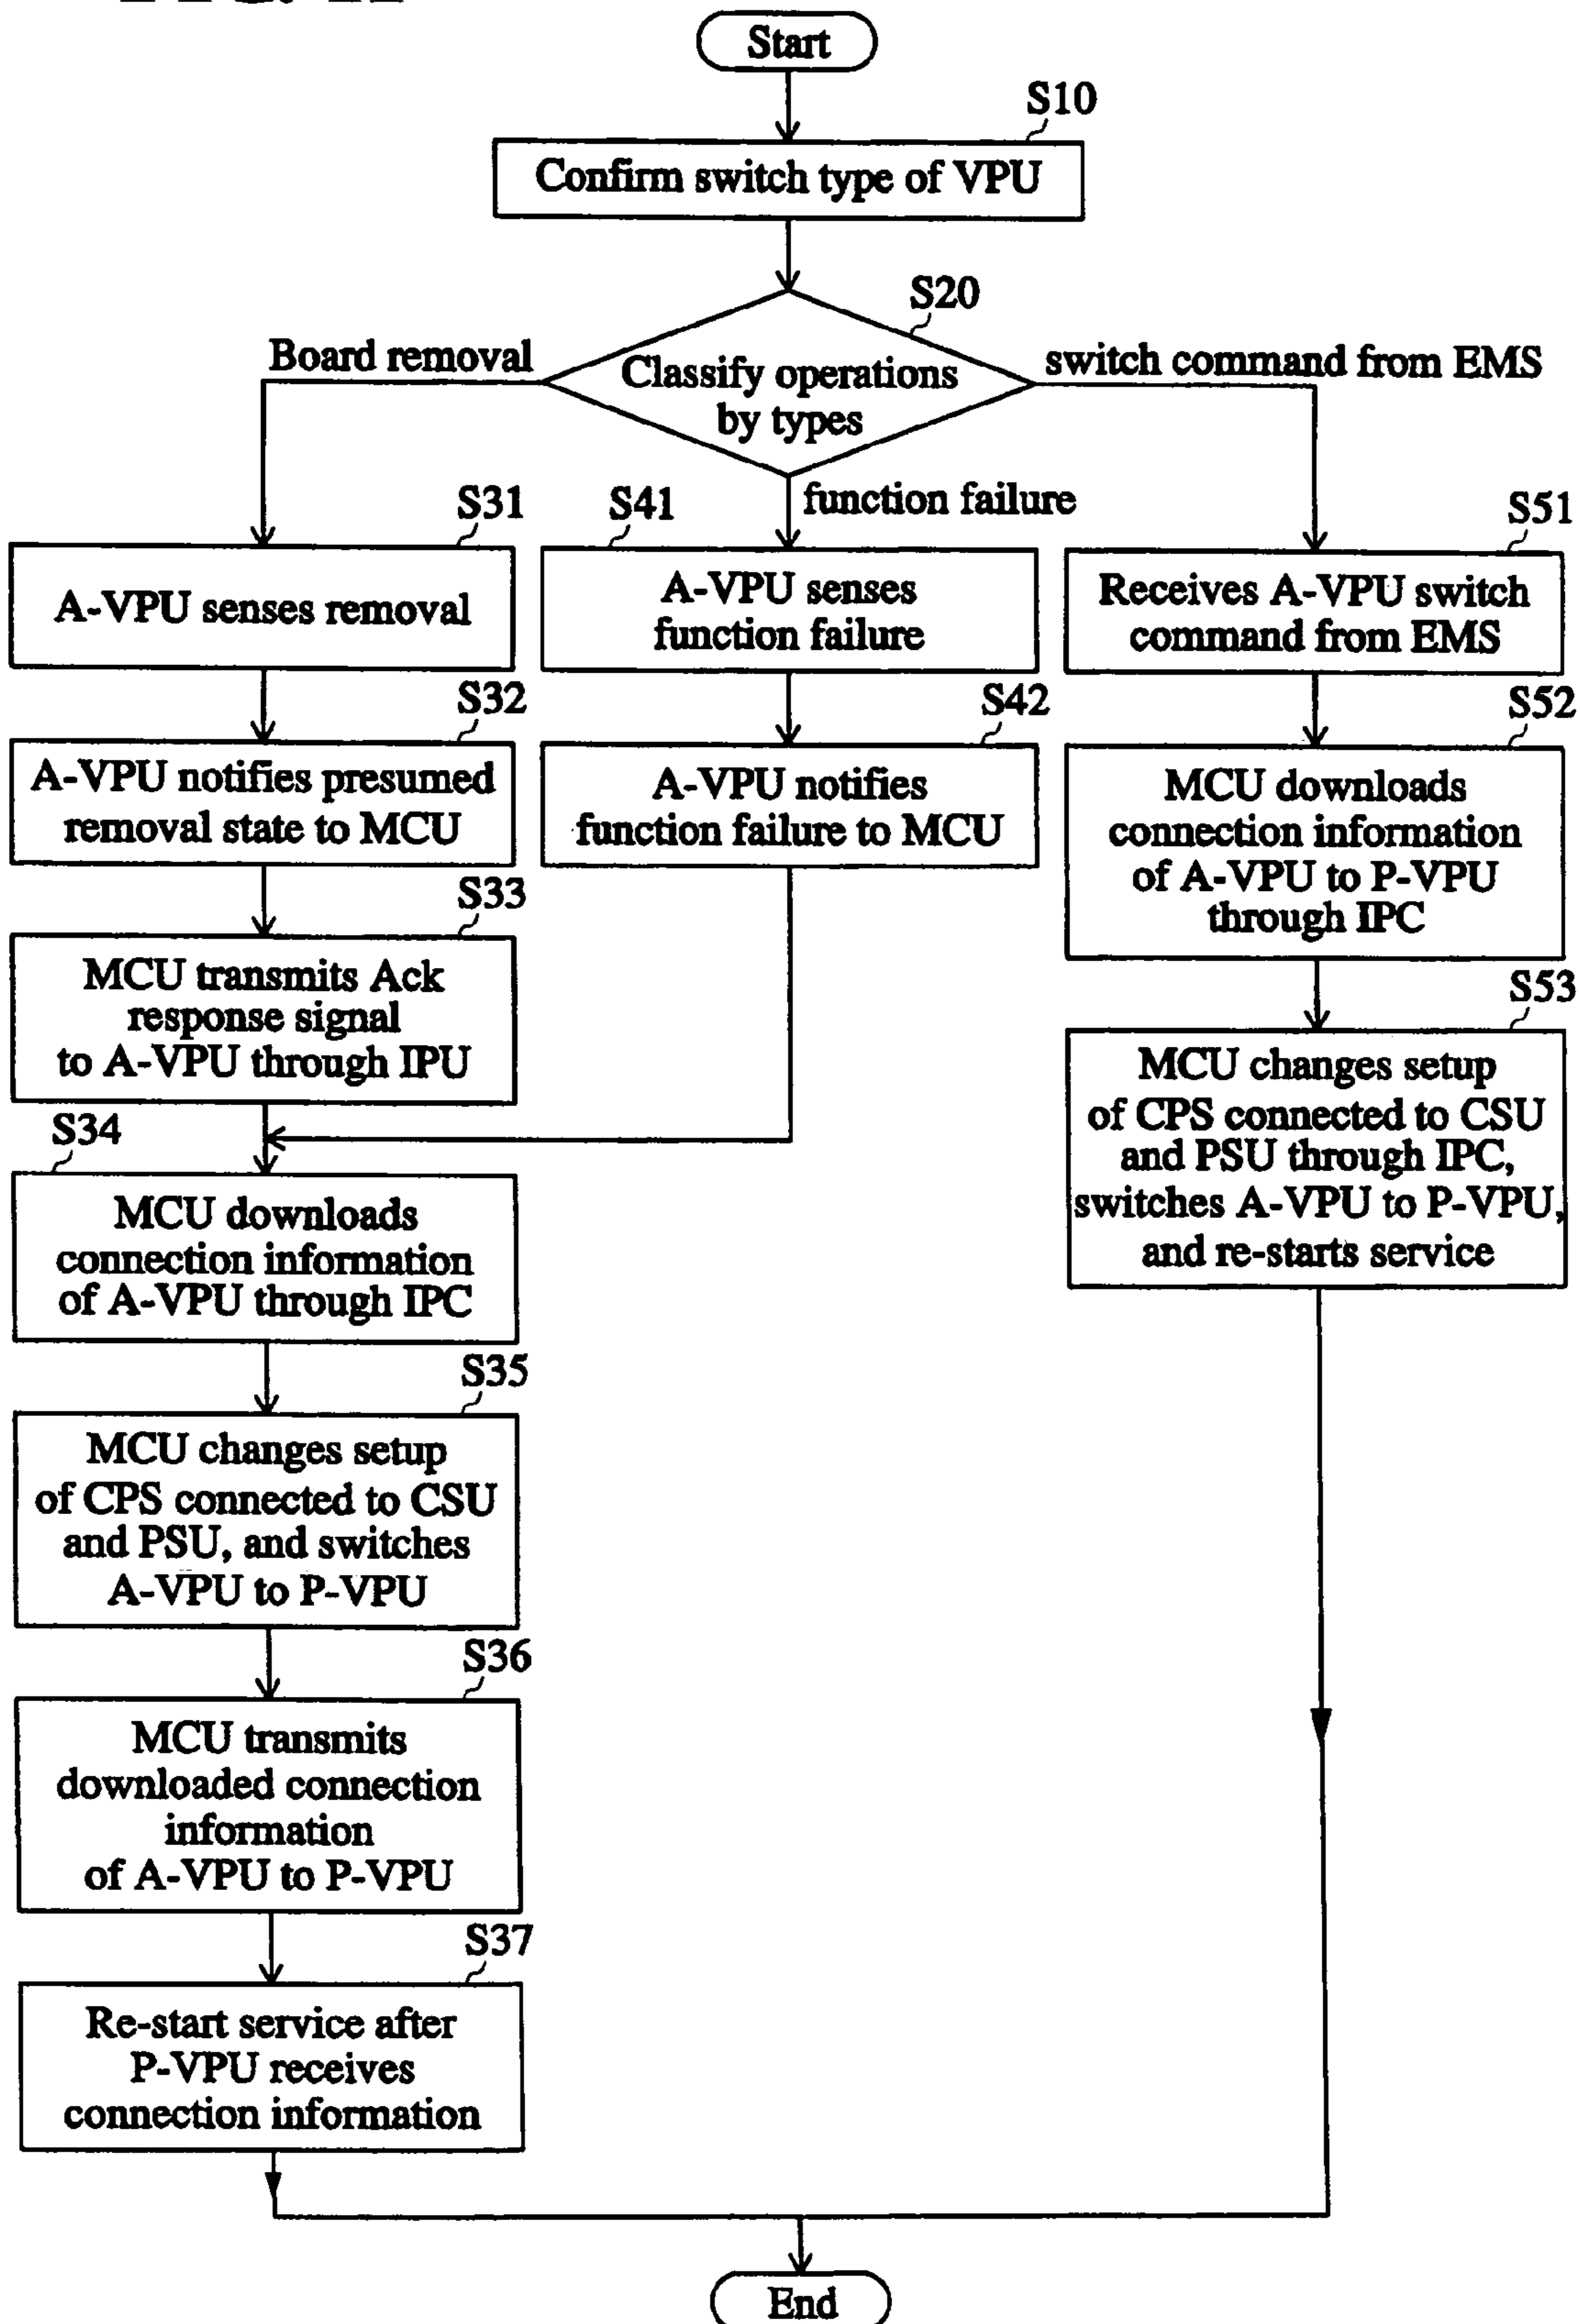 Start
S10
Confirm switch type of VPU
S20
Board removal
Classify operations
by types
switch command from EMS
function failure
S31
A-VPU senses removal
S32
A-VPU notifies presumed
removal state to MCU
S33
MCU transmits Ack
response signal
to A-VPU through IPU
S41
A-VPU senses
function failure
S42
A-VPU notifies
function failure to MCU
S51
Receives A-VPU switch
command from EMS
S52
MCU downloads
connection information
of A-VPU to P-VPU
through IPC
S53
MCU changes setup
of CPS connected to CSU
and PSU through IPC,
switches A-VPU to P-VPU,
and re-starts service
S34
MCU downloads
connection information
of A-VPU through IPC
S35
MCU changes setup
of CPS connected to CSU
and PSU, and switches
A-VPU to P-VPU
S36
MCU transmits
downloaded connection
information
of A-VPU to P-VPU
S37
Re-start service after
P-VPU receives
connection information
End